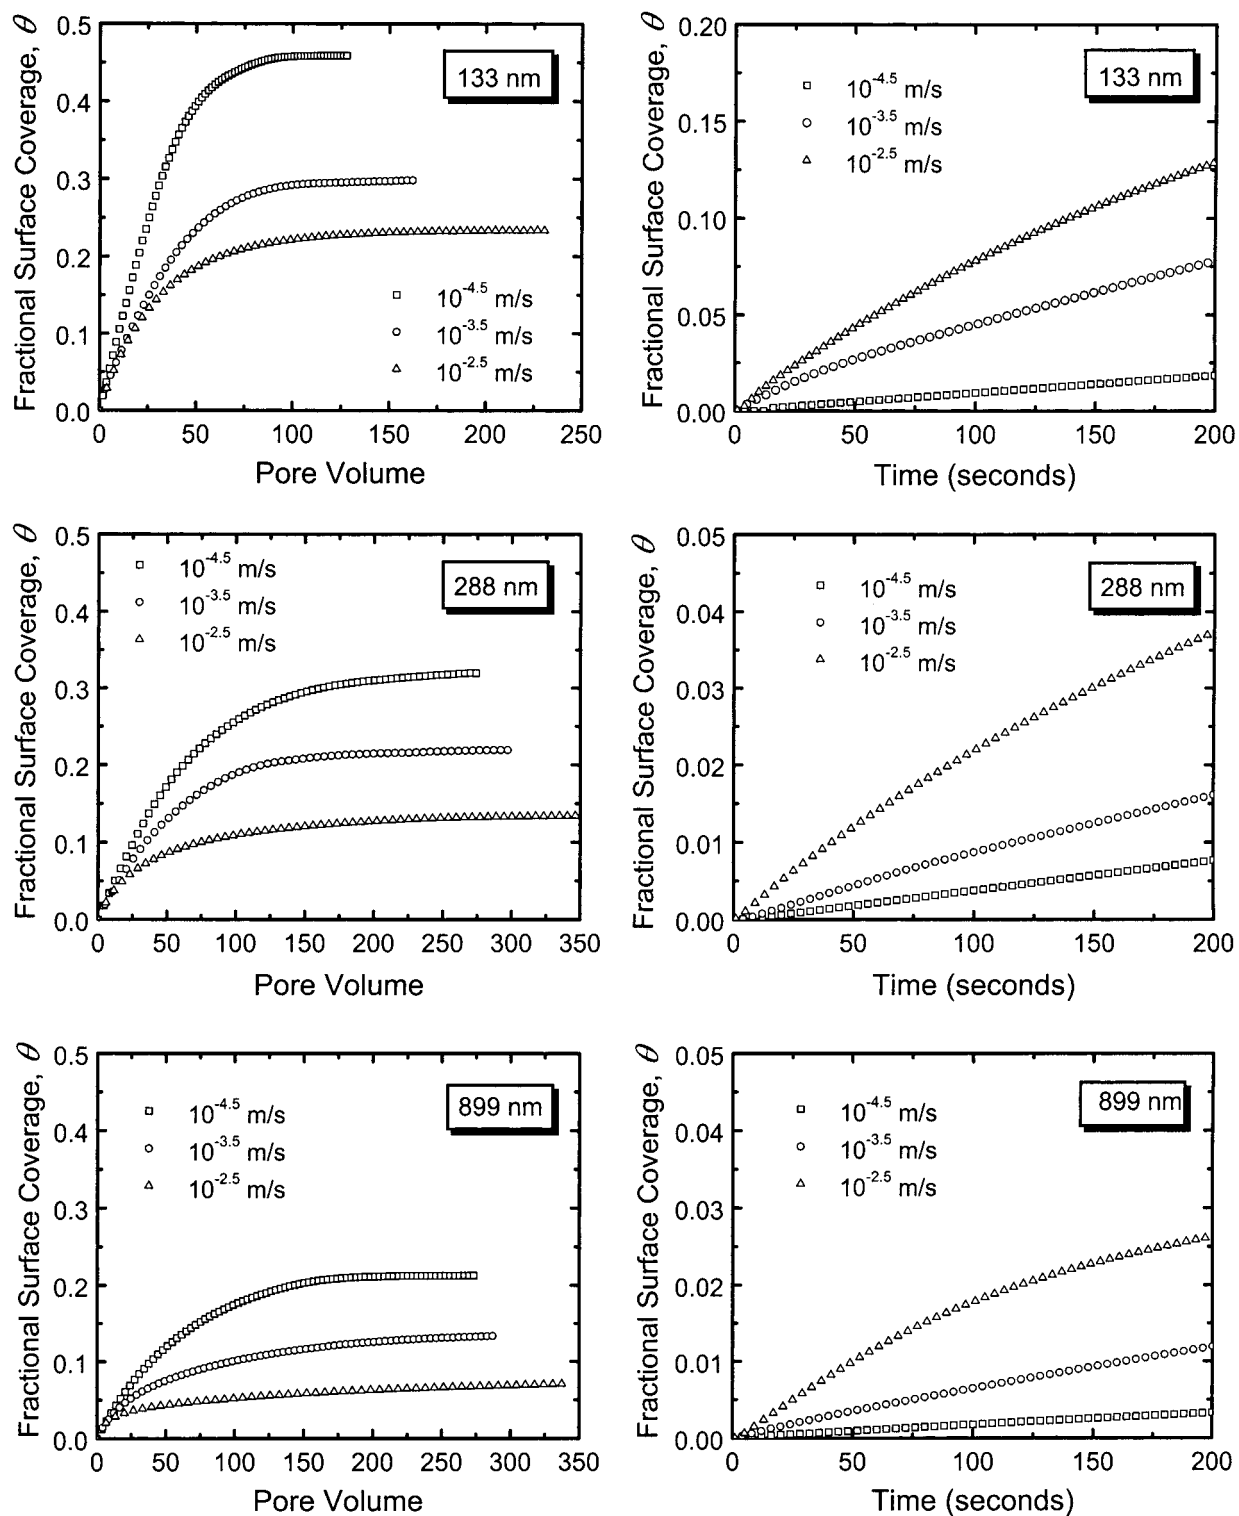 Fractional Surface Coverage, θ
0.5
0.4
0.3
0.2
0.1
0.0
133 nm
10^-4.5 m/s
10^-3.5 m/s
10^-2.5 m/s
0 50 100 150 200 250
Pore Volume
Fractional Surface Coverage, θ
0.20
0.15
0.10
0.05
0.00
133 nm
10^-4.5 m/s
10^-3.5 m/s
10^-2.5 m/s
0 50 100 150 200
Time (seconds)
Fractional Surface Coverage, θ
0.5
0.4
0.3
0.2
0.1
0.0
10^-4.5 m/s
10^-3.5 m/s
10^-2.5 m/s
288 nm
0 50 100 150 200 250 300 350
Pore Volume
Fractional Surface Coverage, θ
0.05
0.04
0.03
0.02
0.01
0.00
10^-4.5 m/s
10^-3.5 m/s
10^-2.5 m/s
288 nm
0 50 100 150 200
Time (seconds)
Fractional Surface Coverage, θ
0.5
0.4
0.3
0.2
0.1
0.0
10^-4.5 m/s
10^-3.5 m/s
10^-2.5 m/s
899 nm
0 50 100 150 200 250 300 350
Pore Volume
Fractional Surface Coverage, θ
0.05
0.04
0.03
0.02
0.01
0.00
10^-4.5 m/s
10^-3.5 m/s
10^-2.5 m/s
899 nm
0 50 100 150 200
Time (seconds)